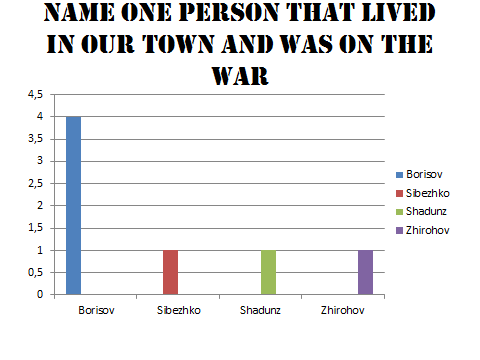 NAME ONE PERSON THAT LIVED
IN OUR TOWN AND WAS ON THE
WAR
4,5
4
3,5
3
2,5
2
1,5
1
0,5
0
Borisov
Sibezhko
Shadunz
Zhirohov
Borisov
Sibezhko
Shadunz
Zhirohov